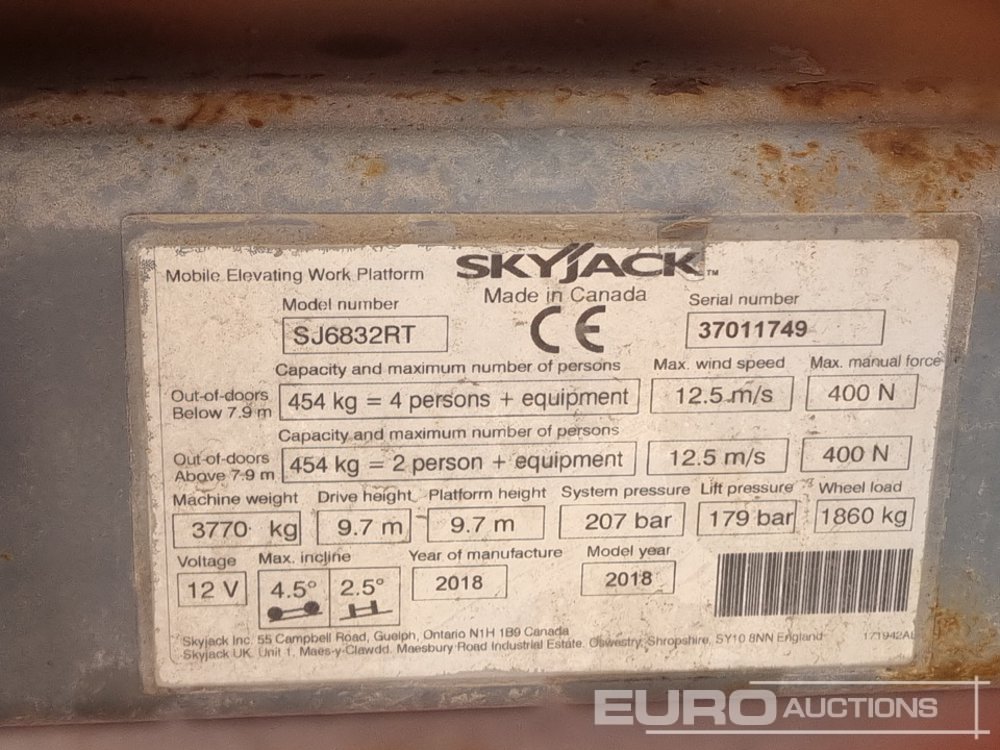 Mobile Elevating Work Platform SKYJACK™
Made in Canada
Model number Serial number
SJ6832RT CE 37011749
Capacity and maximum number of persons Max. wind speed Max. manual force
Out-of-doors Below 7.9 m 454 kg = 4 persons + equipment 12.5 m/s 400 N
Capacity and maximum number of persons
Out-of-doors Above 7.9 m 454 kg = 2 person + equipment 12.5 m/s 400 N
Machine weight Drive height Platform height System pressure Lift pressure Wheel load
3770 kg 9.7 m 9.7 m 207 bar 179 bar 1860 kg
Voltage Max. incline Year of manufacture Model year
12 V 4.5° 2.5° 2018 2018
Skyjack Inc. 55 Campbell Road, Guelph, Ontario N1H 1B9 Canada
Skyjack UK. Unit 1, Maes-y-Clawdd, Maesbury Road Industrial Estate. Oswestry, Shropshire, SY10 8NN England 171942AL
EURO AUCTIONS